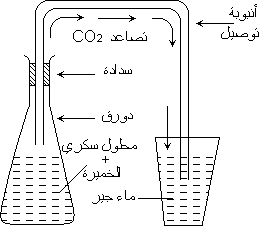 أنبوبة
توصيل
تصاعد CO2
سدادة
دورق
محلول سكري
+
الخميرة
ماء جير